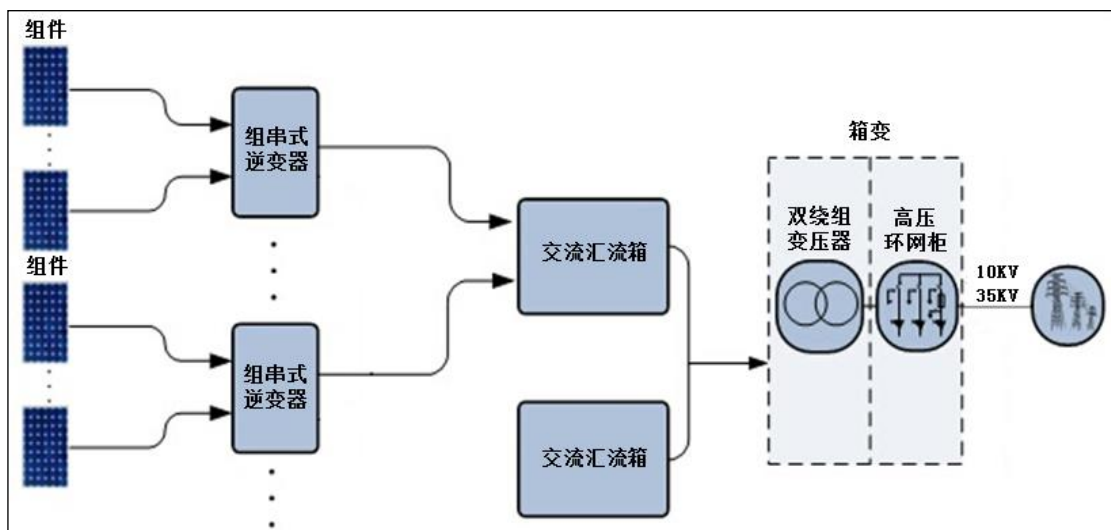 组件
组件
组串式
逆变器
组串式
逆变器
交流汇流箱
交流汇流箱
箱变
双绕组
变压器
高压
环网柜
10KV
35KV